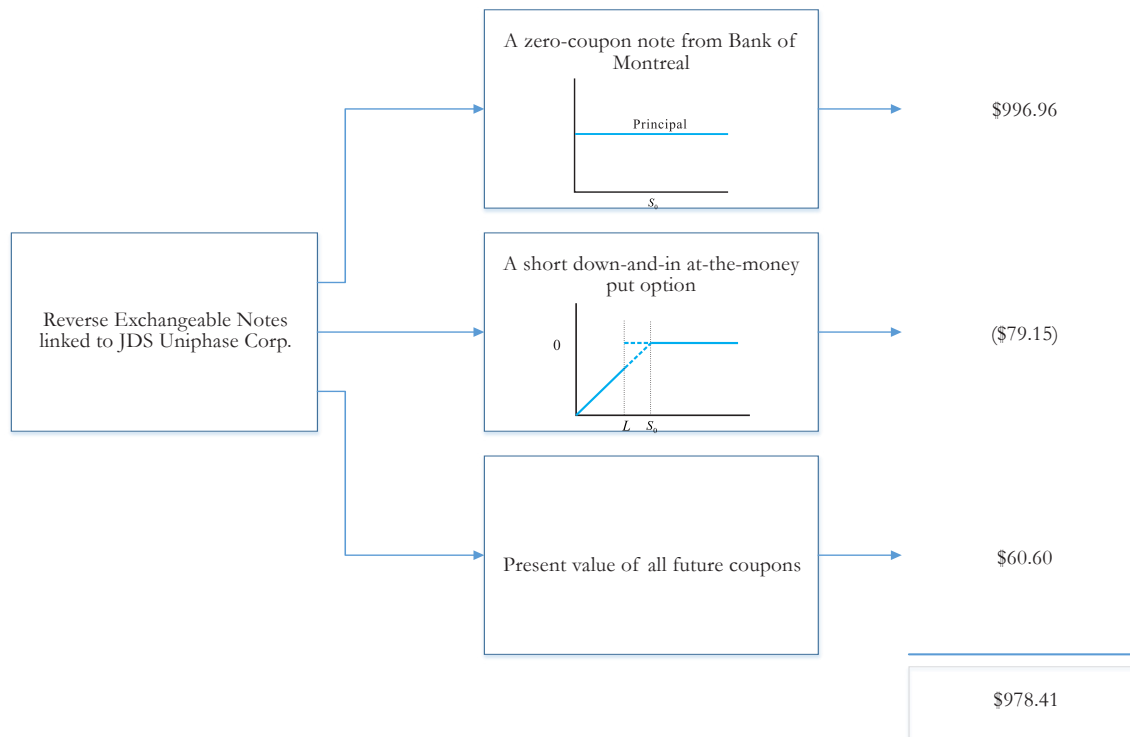 A zero-coupon note from Bank of
Montreal
Principal
S₀
$996.96
Reverse Exchangeable Notes
linked to JDS Uniphase Corp.
A short down-and-in at-the-money
put option
0
L S₀
($79.15)
Present value of all future coupons
$60.60
$978.41